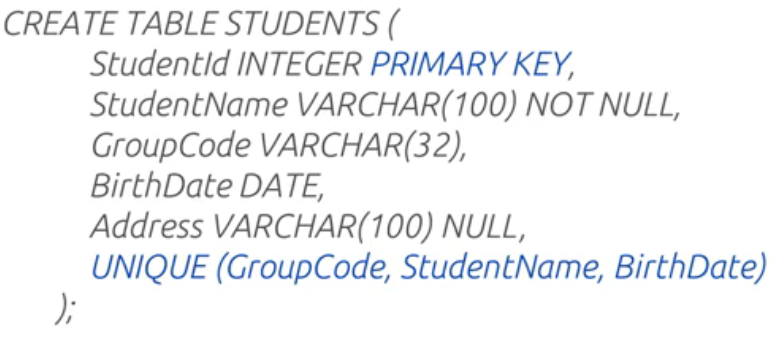 CREATE TABLE STUDENTS (
StudentId INTEGER PRIMARY KEY,
StudentName VARCHAR(100) NOT NULL,
GroupCode VARCHAR(32),
BirthDate DATE,
Address VARCHAR(100) NULL,
UNIQUE (GroupCode, StudentName, BirthDate)
);